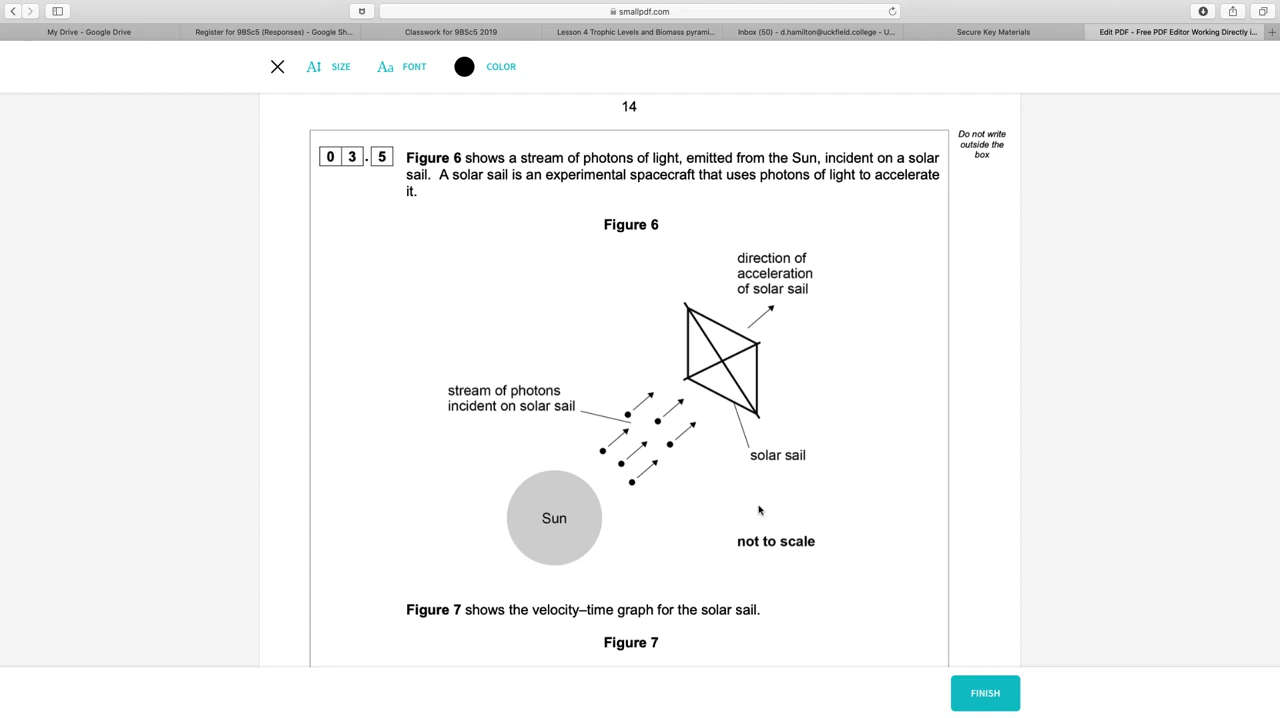 smallpdf.com
My Drive - Google Drive
Register for 9BSc5 (Responses) - Google Sh...
Classwork for 9BSc5 2019
Lesson 4 Trophic Levels and Biomass pyrami...
Inbox (50) - d.hamilton@uckfield.college - U...
Secure Key Materials
Edit PDF - Free PDF Editor Working Directly i...
A SIZE
Aa FONT
COLOR
14
Do not write
outside the
box
0 3 . 5
Figure 6 shows a stream of photons of light, emitted from the Sun, incident on a solar
sail. A solar sail is an experimental spacecraft that uses photons of light to accelerate
it.
Figure 6
direction of
acceleration
of solar sail
stream of photons
incident on solar sail
solar sail
Sun
not to scale
Figure 7 shows the velocity–time graph for the solar sail.
Figure 7
FINISH